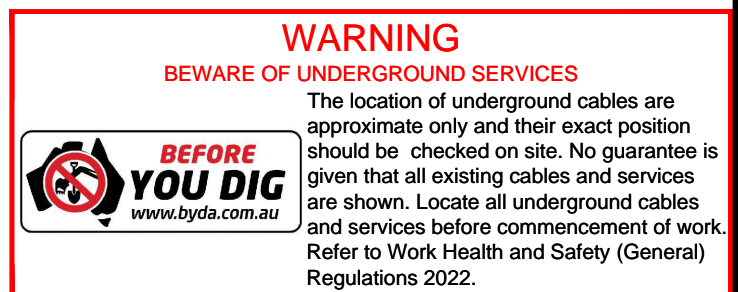 WARNING
BEWARE OF UNDERGROUND SERVICES
BEFORE
YOU DIG
www.byda.com.au
The location of underground cables are
approximate only and their exact position
should be  checked on site. No guarantee is
given that all existing cables and services
are shown. Locate all underground cables
and services before commencement of work.
Refer to Work Health and Safety (General)
Regulations 2022.